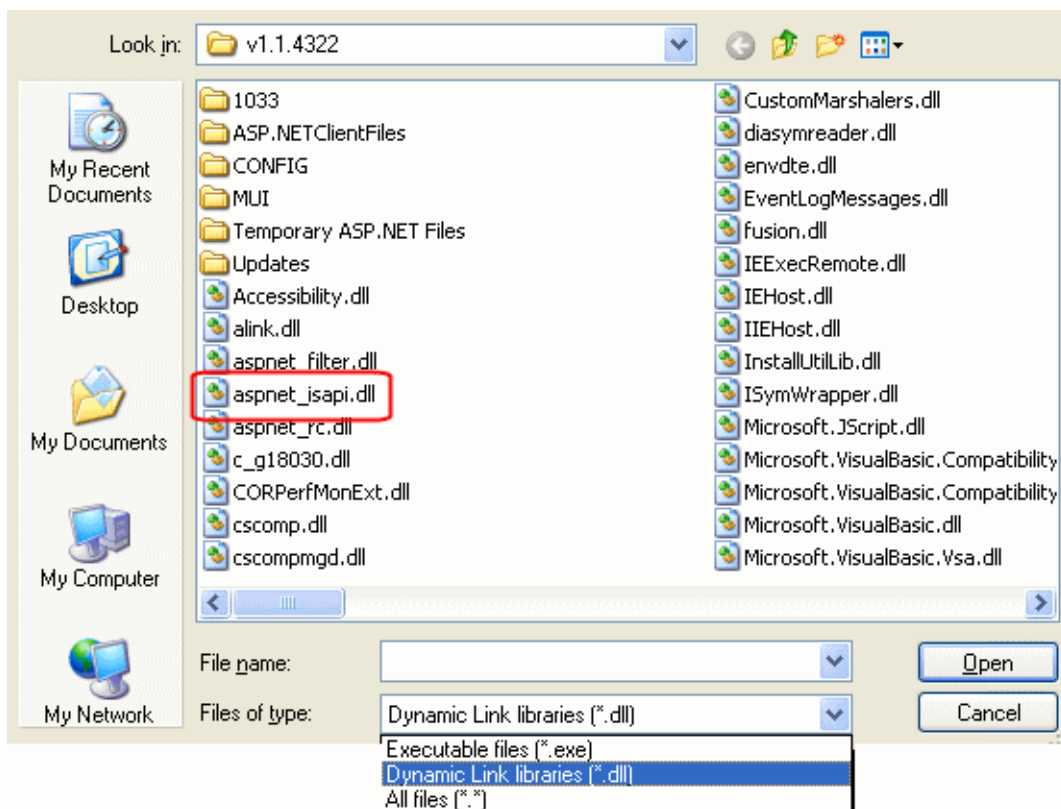 Look in: v1.1.4322
My Recent
Documents
Desktop
My Documents
My Computer
My Network
1033
ASP.NETClientFiles
CONFIG
MUI
Temporary ASP.NET Files
Updates
Accessibility.dll
alink.dll
aspnet_filter.dll
aspnet_isapi.dll
aspnet_rc.dll
c_g18030.dll
CORPerfMonExt.dll
cscomp.dll
cscompmgd.dll
CustomMarshalers.dll
diasymreader.dll
envdte.dll
EventLogMessages.dll
fusion.dll
IEExecRemote.dll
IEHost.dll
IIEHost.dll
InstallUtilLib.dll
ISymWrapper.dll
Microsoft.JScript.dll
Microsoft.VisualBasic.Compatibility
Microsoft.VisualBasic.Compatibility
Microsoft.VisualBasic.dll
Microsoft.VisualBasic.Vsa.dll
File name:
Open
Files of type: Dynamic Link libraries (*.dll)
Cancel
Executable files (*.exe)
Dynamic Link libraries (*.dll)
All files (*.*)